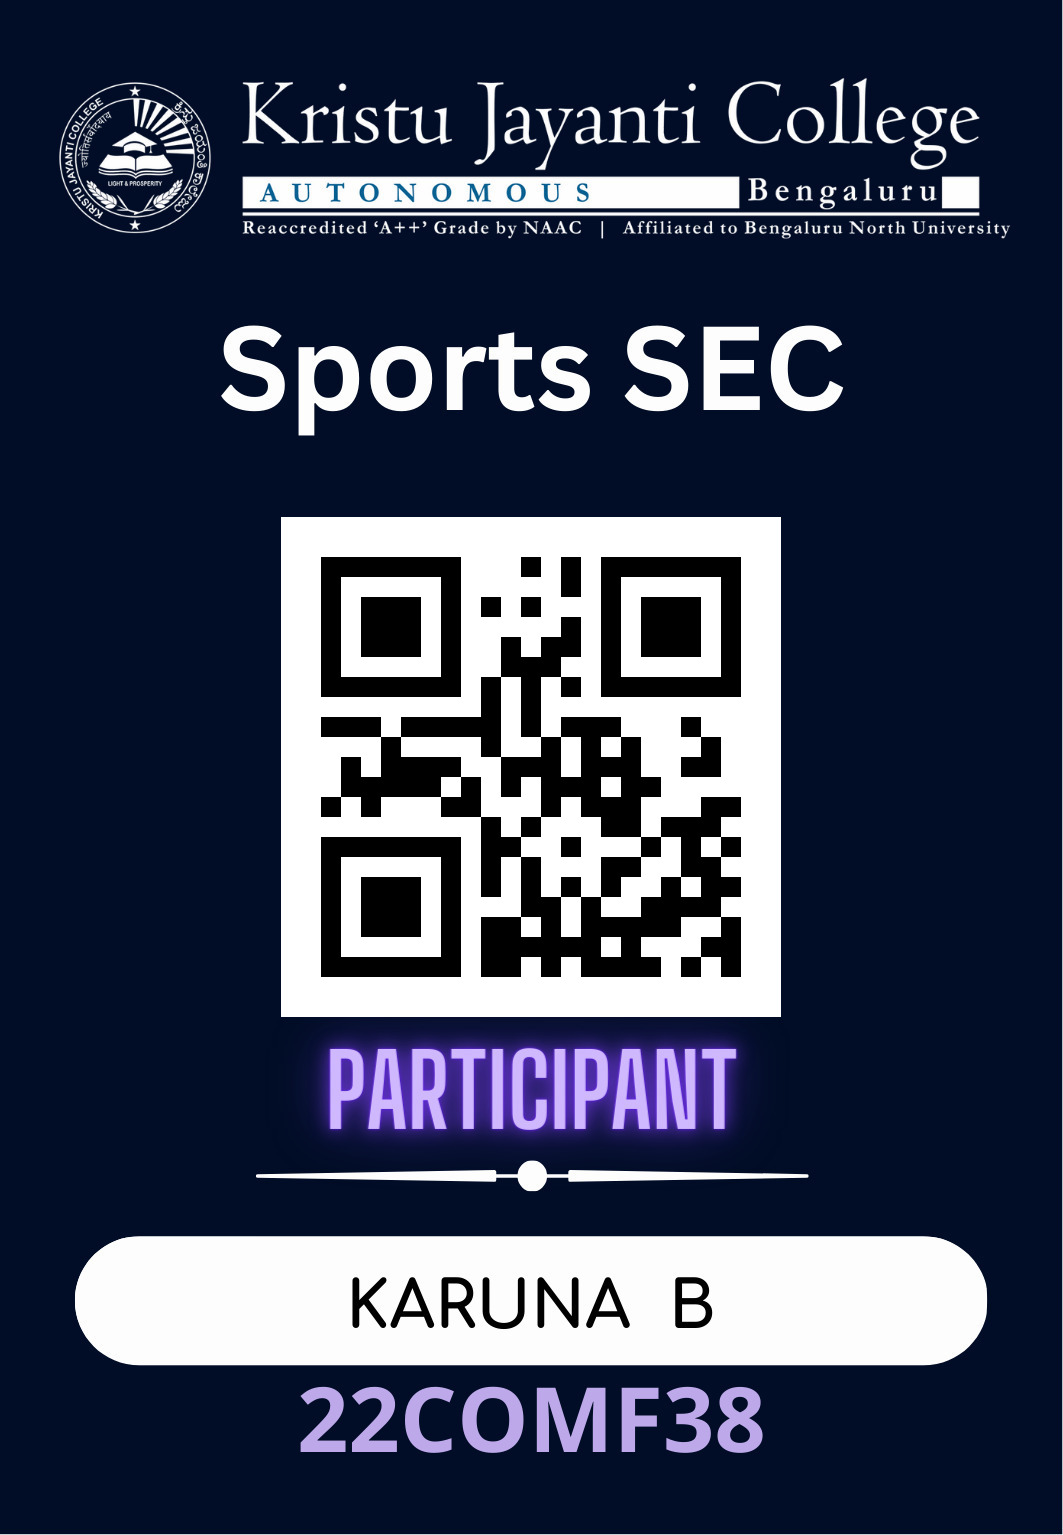 Kristu Jayanti College
AUTONOMOUS Bengaluru
Reaccredited ‘A++’ Grade by NAAC | Affiliated to Bengaluru North University
KRISTU JAYANTI COLLEGE
LIGHT & PROSPERITY
Sports SEC
PARTICIPANT
KARUNA B
22COMF38